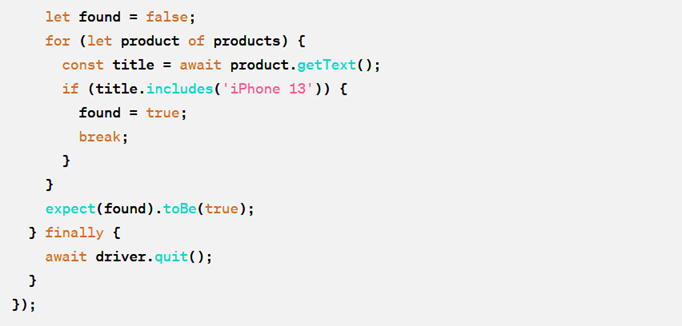 let found = false;
for (let product of products) {
const title = await product.getText();
if (title.includes('iPhone 13')) {
found = true;
break;
}
}
expect(found).toBe(true);
} finally {
await driver.quit();
}
});